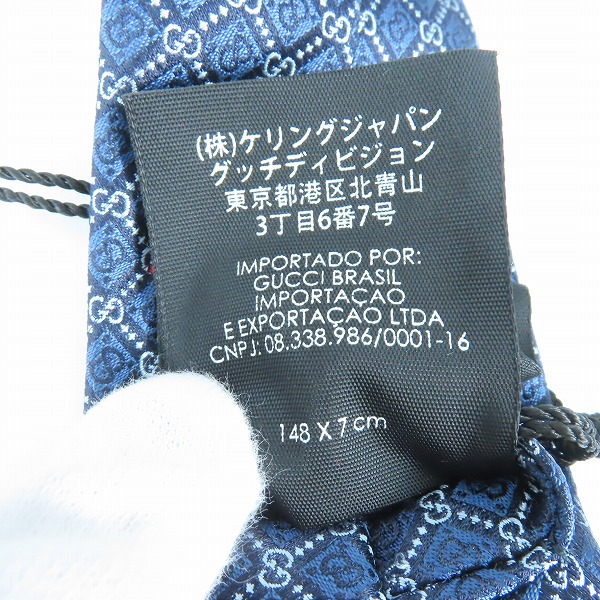 (株)ケリングジャパン
グッチディビジョン
東京都港区北青山
3丁目6番7号
IMPORTADO POR:
GUCCI BRASIL
IMPORTAÇAO
E EXPORTAÇAO LTDA
CNPJ: 08.338.986/0001-16
148 X 7 cm